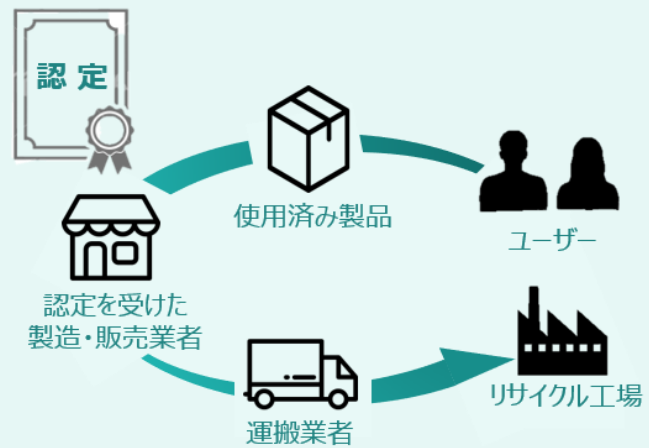 認定
使用済み製品
ユーザー
認定を受けた
製造・販売業者
運搬業者
リサイクル工場